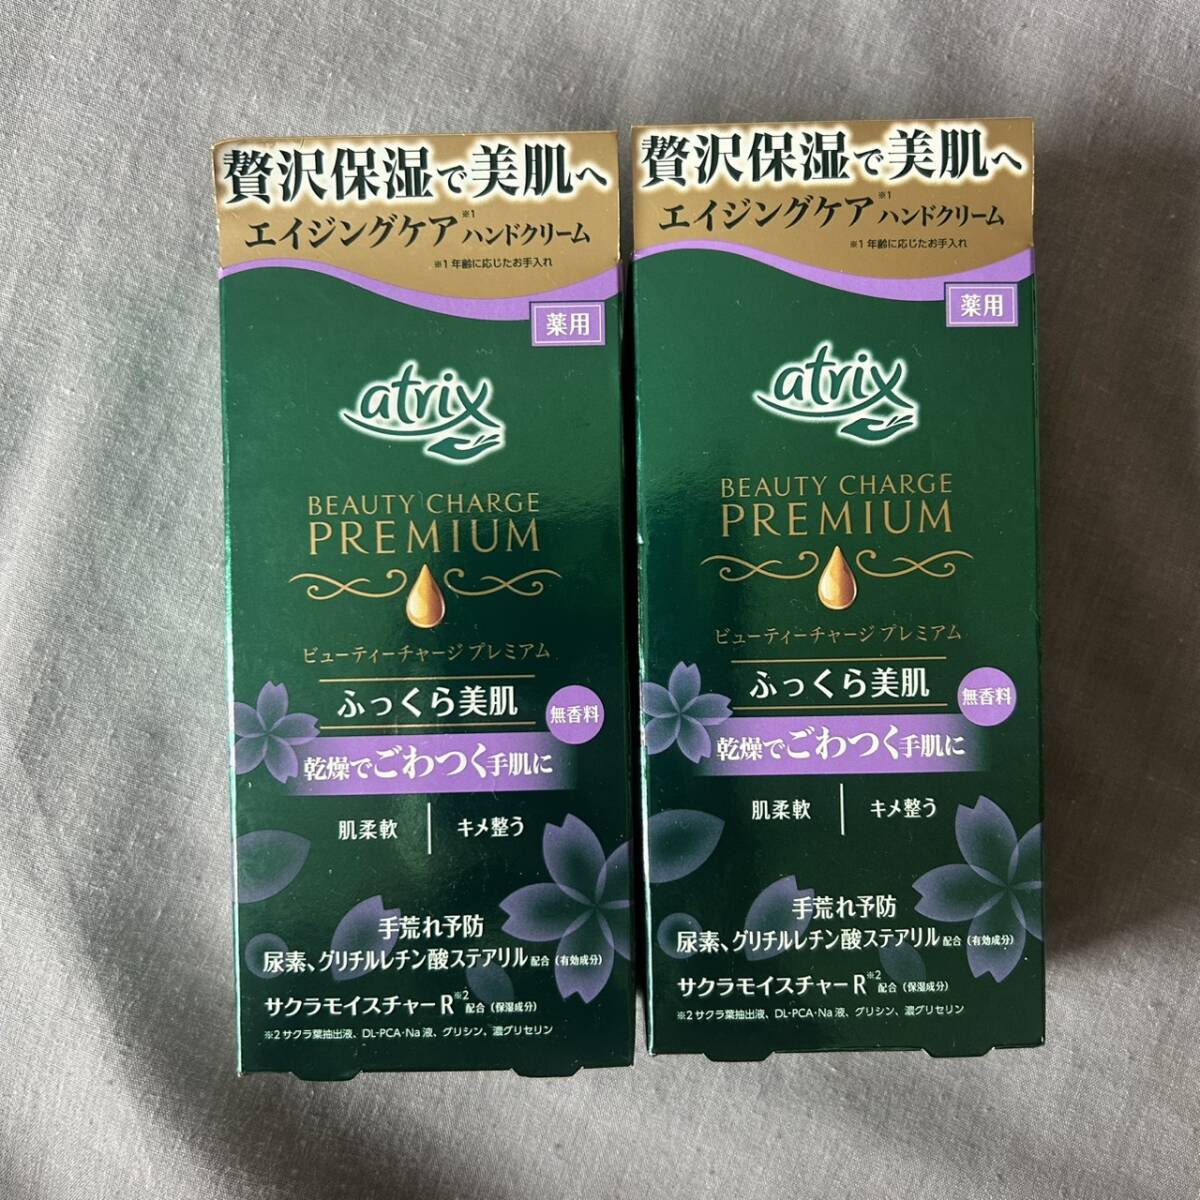 贅沢保湿で美肌へ
エイジングケア※1ハンドクリーム
※1 年齢に応じたお手入れ
薬用
atrix
BEAUTY CHARGE
PREMIUM
ビューティーチャージ プレミアム
ふっくら美肌
無香料
乾燥でごわつく手肌に
肌柔軟 | キメ整う
手荒れ予防
尿素、グリチルレチン酸ステアリル配合（有効成分）
サクラモイスチャーR※2配合（保湿成分）
※2 サクラ葉抽出液、DL-PCA・Na液、グリシン、濃グリセリン
贅沢保湿で美肌へ
エイジングケア※1ハンドクリーム
※1 年齢に応じたお手入れ
薬用
atrix
BEAUTY CHARGE
PREMIUM
ビューティーチャージ プレミアム
ふっくら美肌
無香料
乾燥でごわつく手肌に
肌柔軟 | キメ整う
手荒れ予防
尿素、グリチルレチン酸ステアリル配合（有効成分）
サクラモイスチャーR※2配合（保湿成分）
※2 サクラ葉抽出液、DL-PCA・Na液、グリシン、濃グリセリン